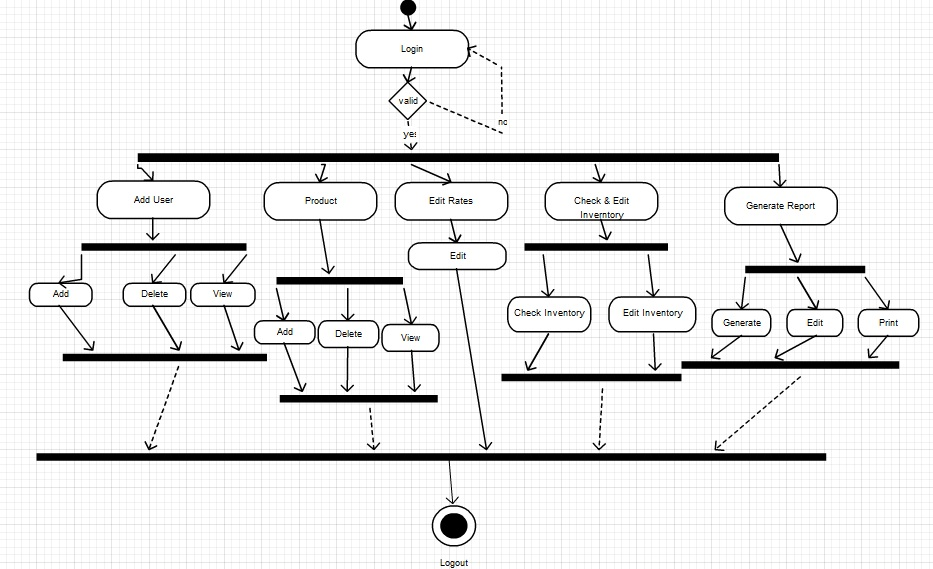 Login
valid
no
yes
Add User
Product
Edit Rates
Check & Edit
Inverntory
Generate Report
Edit
Add
Delete
View
Check Inventory
Edit Inventory
Generate
Edit
Print
Add
Delete
View
Logout